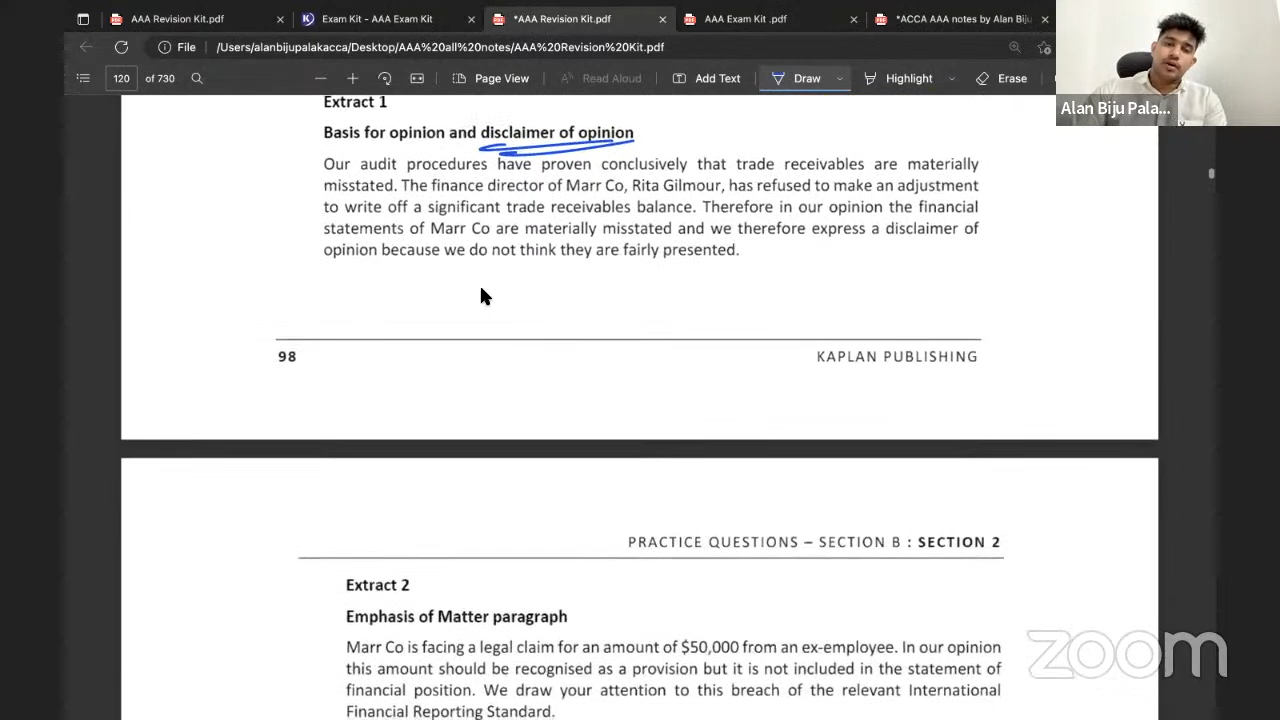 AAA Revision Kit.pdf
Exam Kit - AAA Exam Kit
*AAA Revision Kit.pdf
AAA Exam Kit .pdf
*ACCA AAA notes by Alan Biju
File /Users/alanbijupalakacca/Desktop/AAA%20all%20notes/AAA%20Revision%20Kit.pdf
120 of 730 Page View Read Aloud Add Text Draw Highlight Erase
Alan Biju Pala...
Extract 1
Basis for opinion and disclaimer of opinion
Our audit procedures have proven conclusively that trade receivables are materially
misstated. The finance director of Marr Co, Rita Gilmour, has refused to make an adjustment
to write off a significant trade receivables balance. Therefore in our opinion the financial
statements of Marr Co are materially misstated and we therefore express a disclaimer of
opinion because we do not think they are fairly presented.
98 KAPLAN PUBLISHING
PRACTICE QUESTIONS – SECTION B : SECTION 2
Extract 2
Emphasis of Matter paragraph
Marr Co is facing a legal claim for an amount of $50,000 from an ex-employee. In our opinion
this amount should be recognised as a provision but it is not included in the statement of
financial position. We draw your attention to this breach of the relevant International
Financial Reporting Standard.
zoom